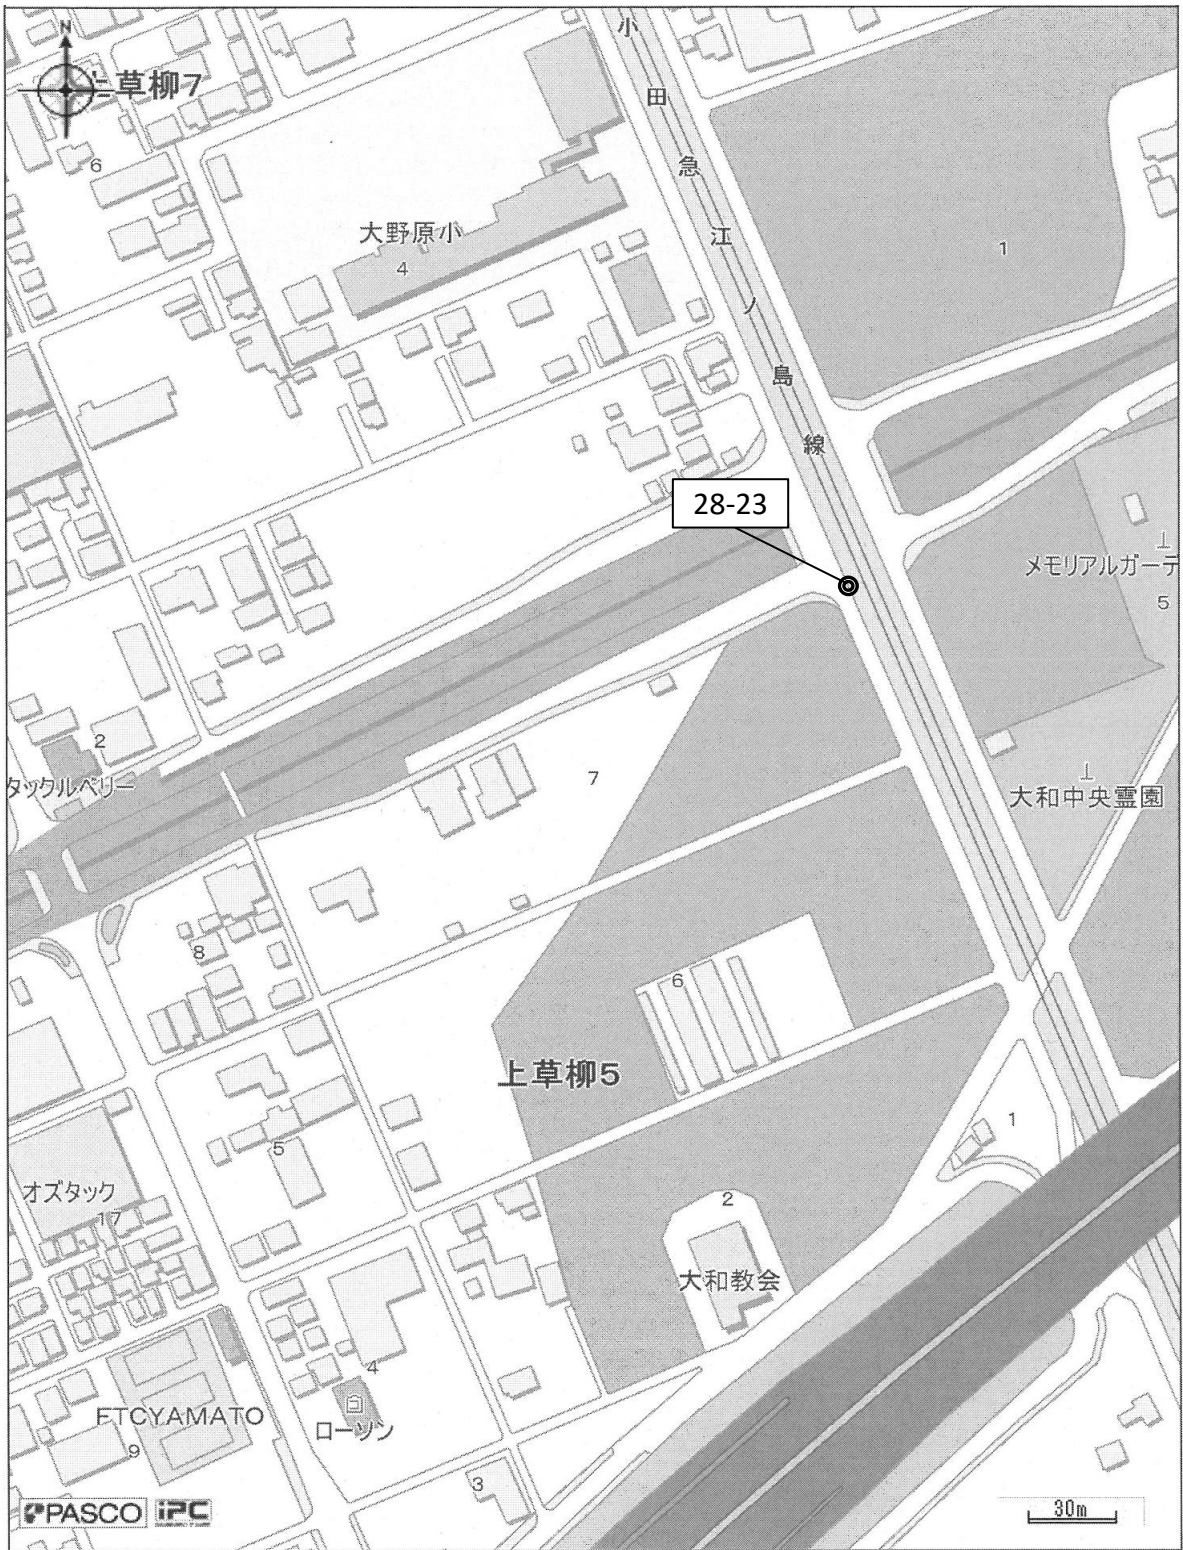 N
上草柳7
6
大野原小
4
小田急江ノ島線
1
28-23
メモリアルガーデ
5
2
タックルベリー
7
大和中央霊園
8
6
上草柳5
5
1
オズタック
17
2
大和教会
4
ローソン
FTCYAMATO
9
3
PASCO iPC
30m